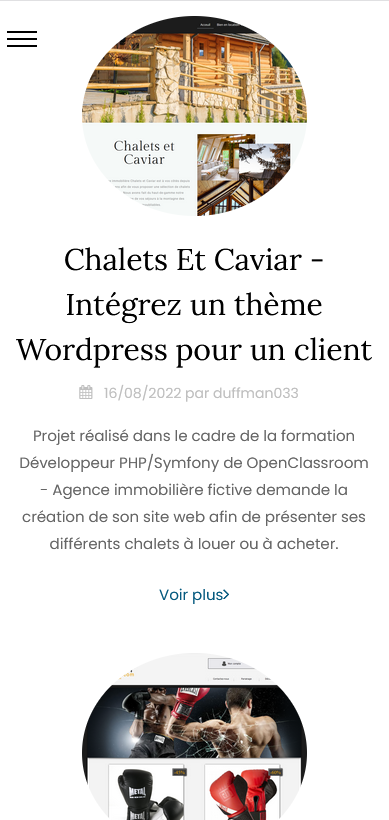 Accueil
Chalets et
Caviar
Chalets Et Caviar -
Intégrez un thème
Wordpress pour un client
16/08/2022 par duffman033
Projet réalisé dans le cadre de la formation
Développeur PHP/Symfony de OpenClassroom
- Agence immobilière fictive demande la
création de son site web afin de présenter ses
différents chalets à louer ou à acheter.
Voir plus
METAL